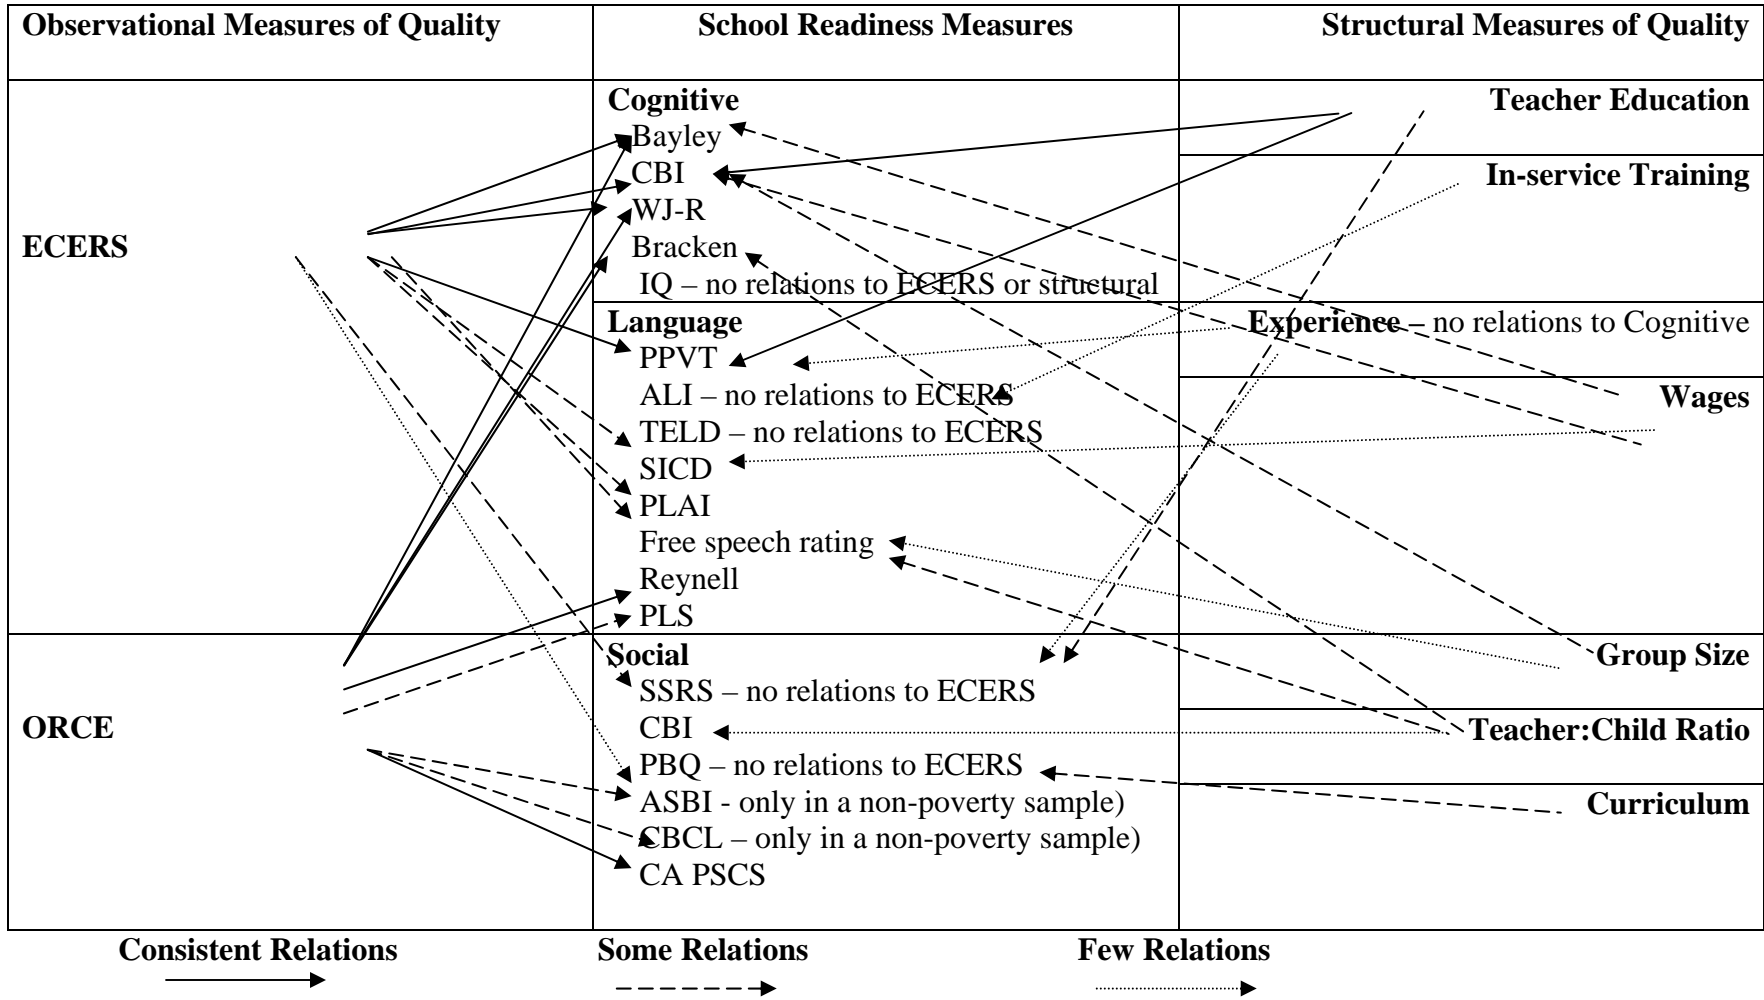 Observational Measures of Quality
School Readiness Measures
Structural Measures of Quality
ECERS
ORCE
Cognitive
Bayley
CBI
WJ-R
Bracken
IQ – no relations to ECERS or structural
Language
PPVT
ALI – no relations to ECERS
TELD – no relations to ECERS
SICD
PLAI
Free speech rating
Reynell
PLS
Social
SSRS – no relations to ECERS
CBI
PBQ – no relations to ECERS
ASBI - only in a non-poverty sample)
CBCL – only in a non-poverty sample)
CA PSCS
Teacher Education
In-service Training
Experience – no relations to Cognitive
Wages
Group Size
Teacher:Child Ratio
Curriculum
Consistent Relations
Some Relations
Few Relations